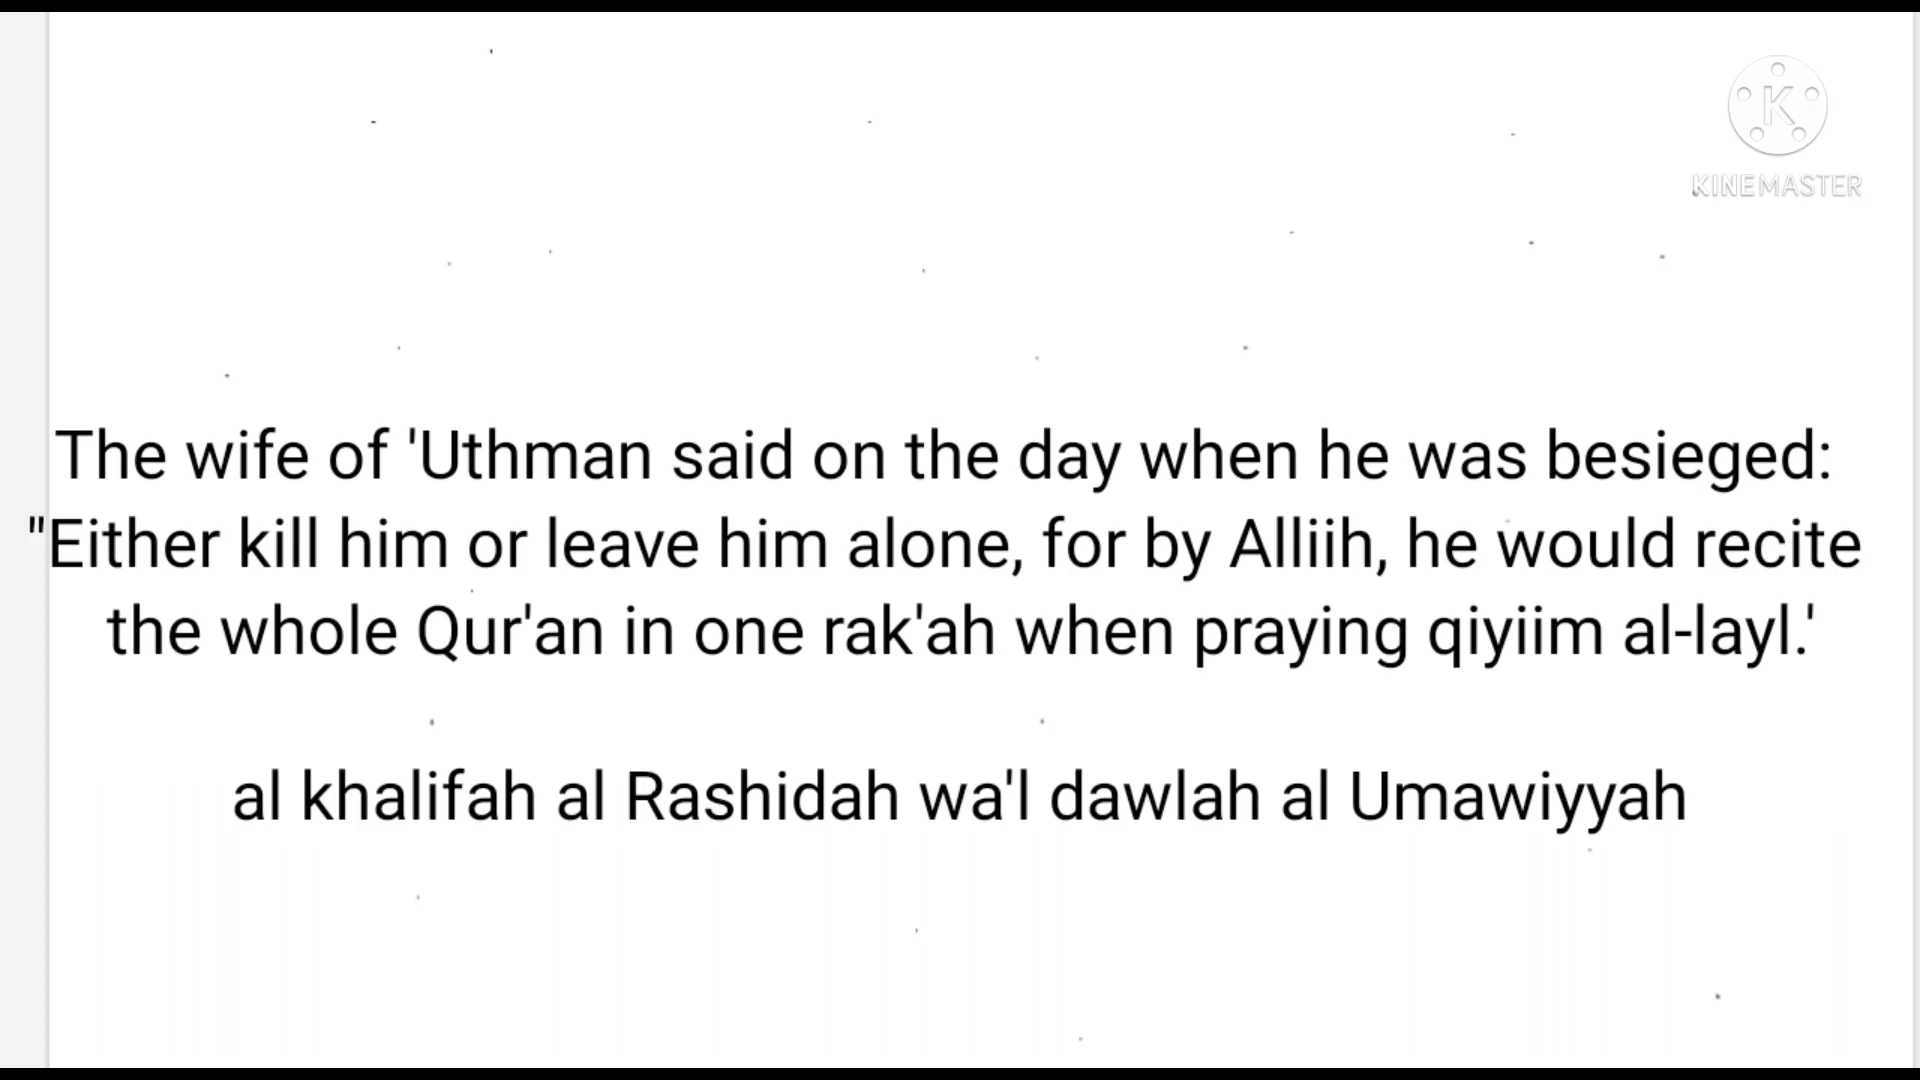 KINEMASTER
The wife of 'Uthman said on the day when he was besieged:
"Either kill him or leave him alone, for by Alliih, he would recite
the whole Qur'an in one rak'ah when praying qiyiim al-layl.'
al khalifah al Rashidah wa'l dawlah al Umawiyyah